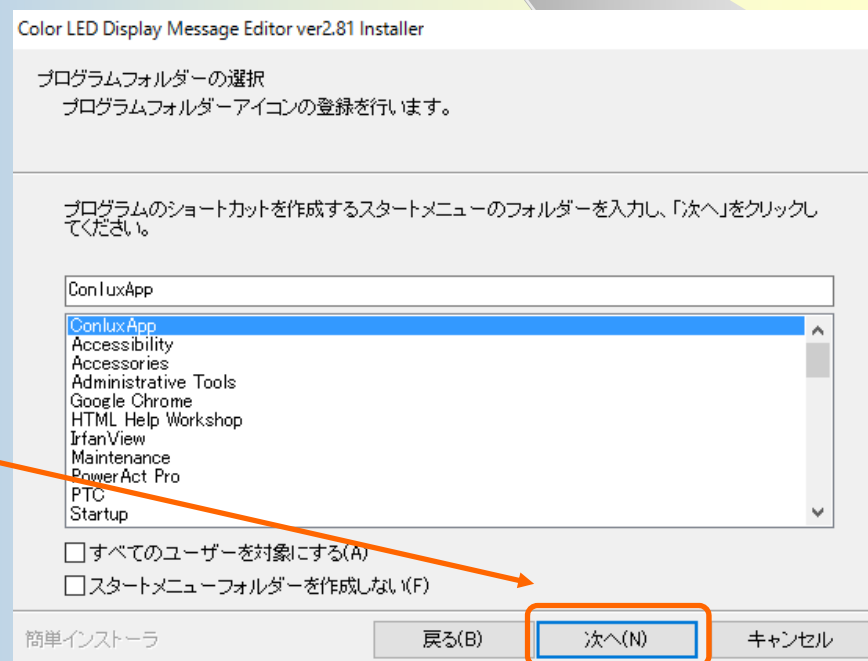 Color LED Display Message Editor ver2.81 Installer
プログラムフォルダーの選択
プログラムフォルダーアイコンの登録を行います。
プログラムのショートカットを作成するスタートメニューのフォルダーを入力し、「次へ」をクリックし
てください。
ConluxApp
ConluxApp
Accessibility
Accessories
Administrative Tools
Google Chrome
HTML Help Workshop
IrfanView
Maintenance
PowerAct Pro
PTC
Startup
すべてのユーザーを対象にする(A)
スタートメニューフォルダーを作成しない(F)
簡単インストーラ
戻る(B)
次へ(N)
キャンセル